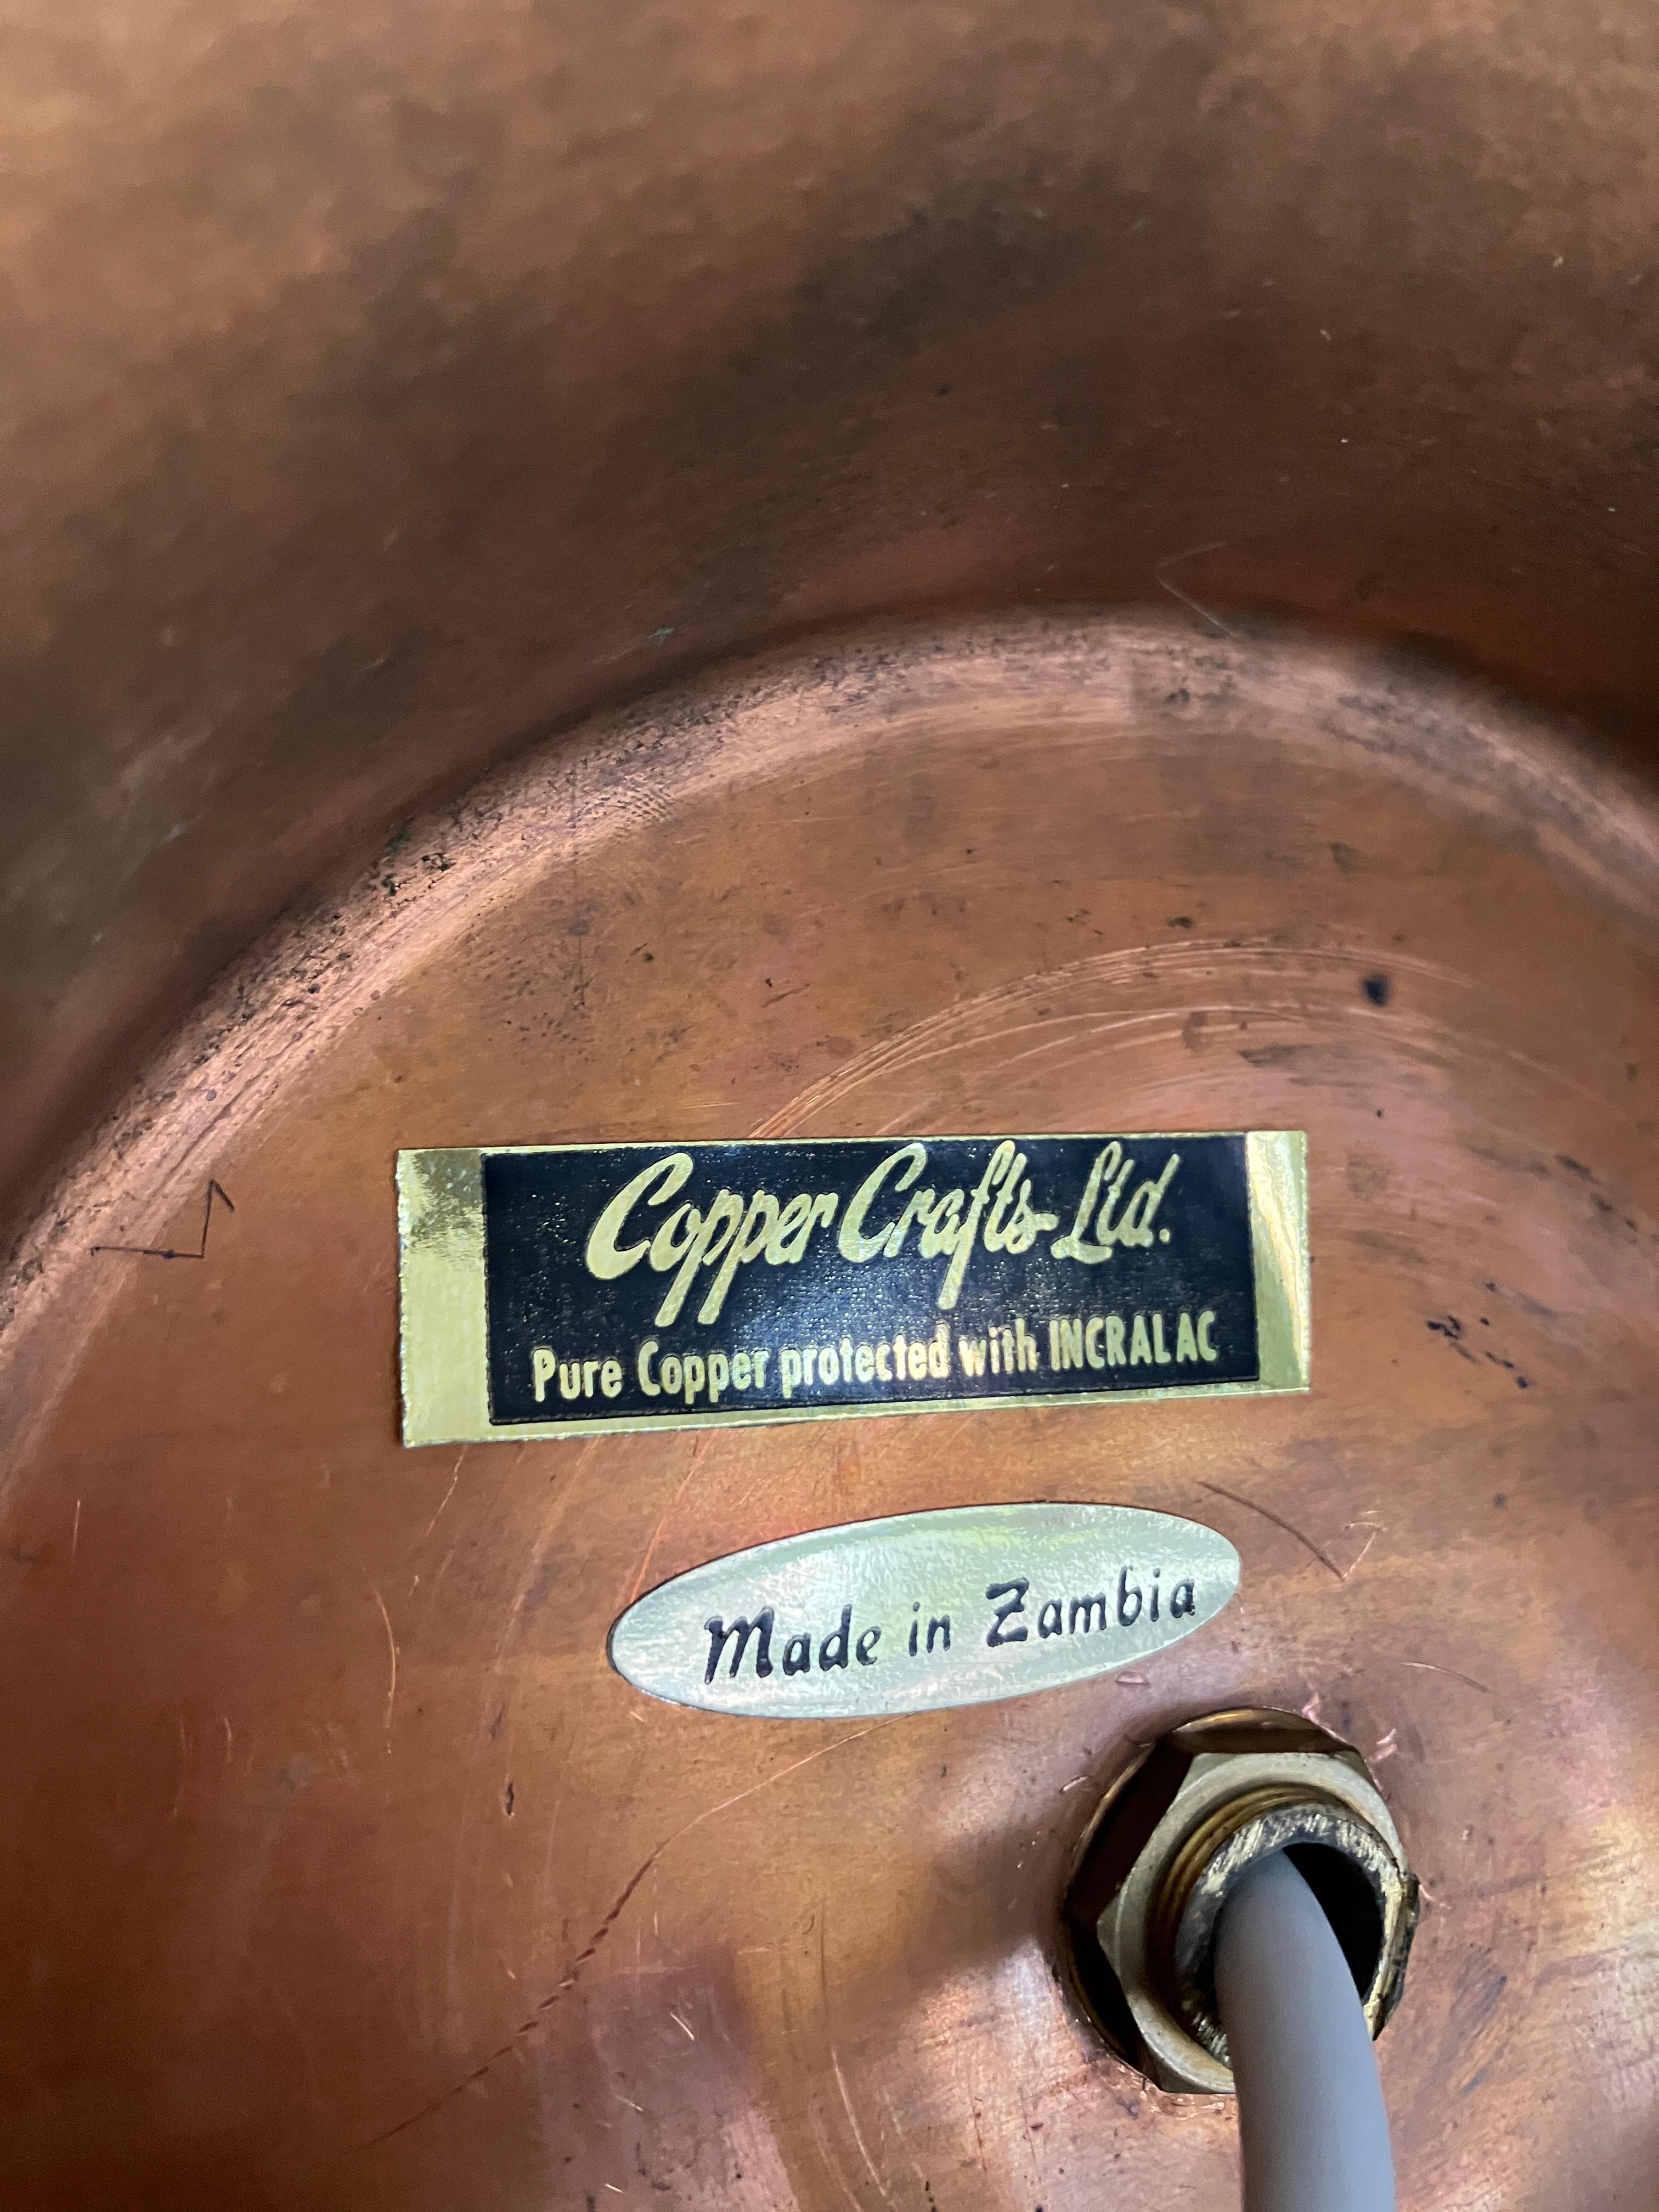 Copper Crafts Ltd.
Pure Copper protected with INCRALAC
Made in Zambia